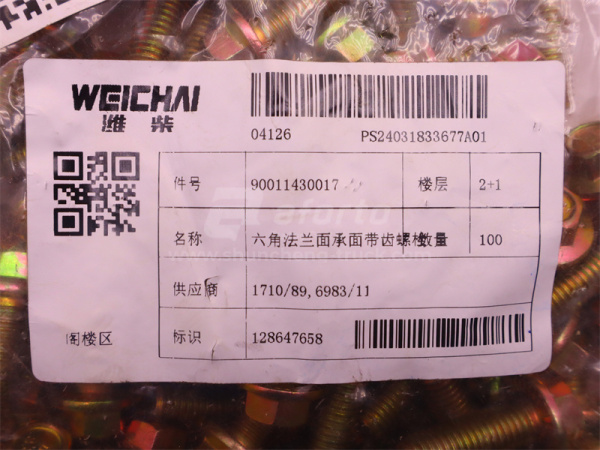 WEICHAI
潍柴
04126 PS24031833677A01
件号 90011430017 楼层 2+1
名称 六角法兰面承面带齿螺栓 数量 100
供应商 1710/89,6983/11
阁楼区 标识 128647658
aforto